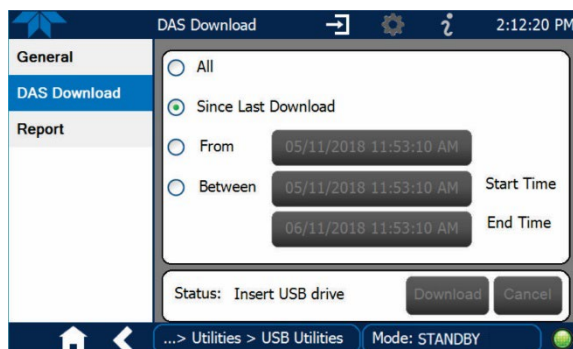 DAS Download
2:12:20 PM
General
DAS Download
Report
All
Since Last Download
From 05/11/2018 11:53:10 AM
Between 05/11/2018 11:53:10 AM Start Time
06/11/2018 11:53:10 AM End Time
Status: Insert USB drive Download Cancel
...> Utilities > USB Utilities Mode: STANDBY